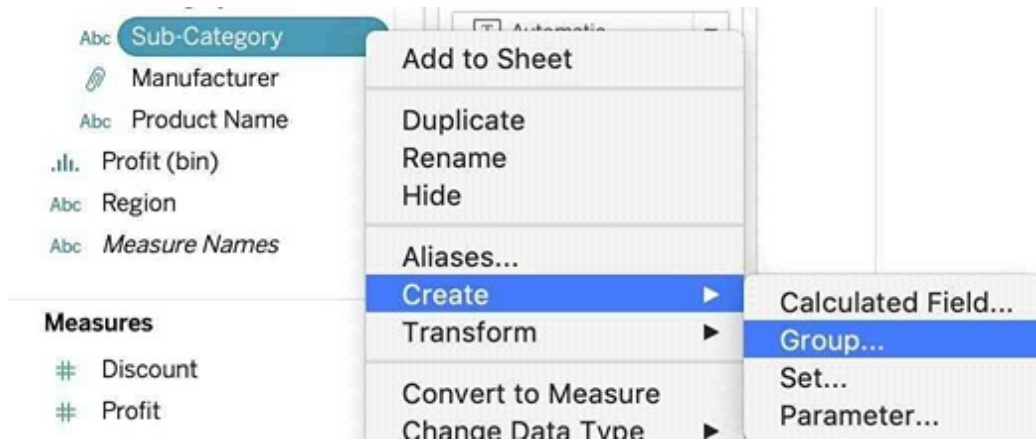 Abc Sub-Category
Manufacturer
Abc Product Name
Profit (bin)
Abc Region
Abc Measure Names
Measures
# Discount
# Profit
Automatic
Add to Sheet
Duplicate
Rename
Hide
Aliases...
Create
Transform
Convert to Measure
Change Data Type
Calculated Field...
Group...
Set...
Parameter...